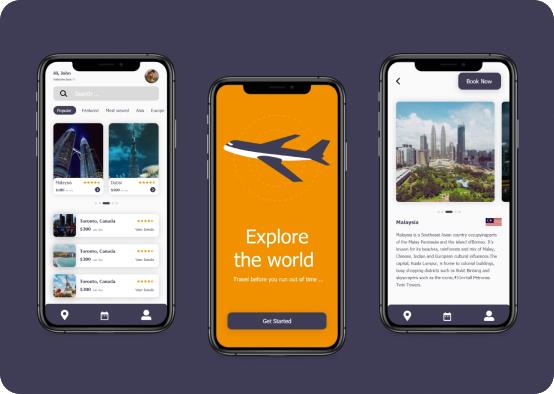 Hi, John
Search ...
Popular Featured Most viewed Asia Europe
Malaysia
Dubai
Toronto, Canada
$300
View Details
Toronto, Canada
$300
View Details
Toronto, Canada
$300
View Details
Explore
the world
Travel before you run out of time ...
Get Started
Book Now
Malaysia
Malaysia is a Southeast Asian country occupying parts
of the Malay Peninsula and the island of Borneo. It's
known for its beaches, rainforests and mix of Malay,
Chinese, Indian and European cultural influences. The
capital, Kuala Lumpur, is home to colonial buildings,
busy shopping districts such as Bukit Bintang and
skyscrapers such as the iconic, 451m-tall Petronas
Twin Towers.